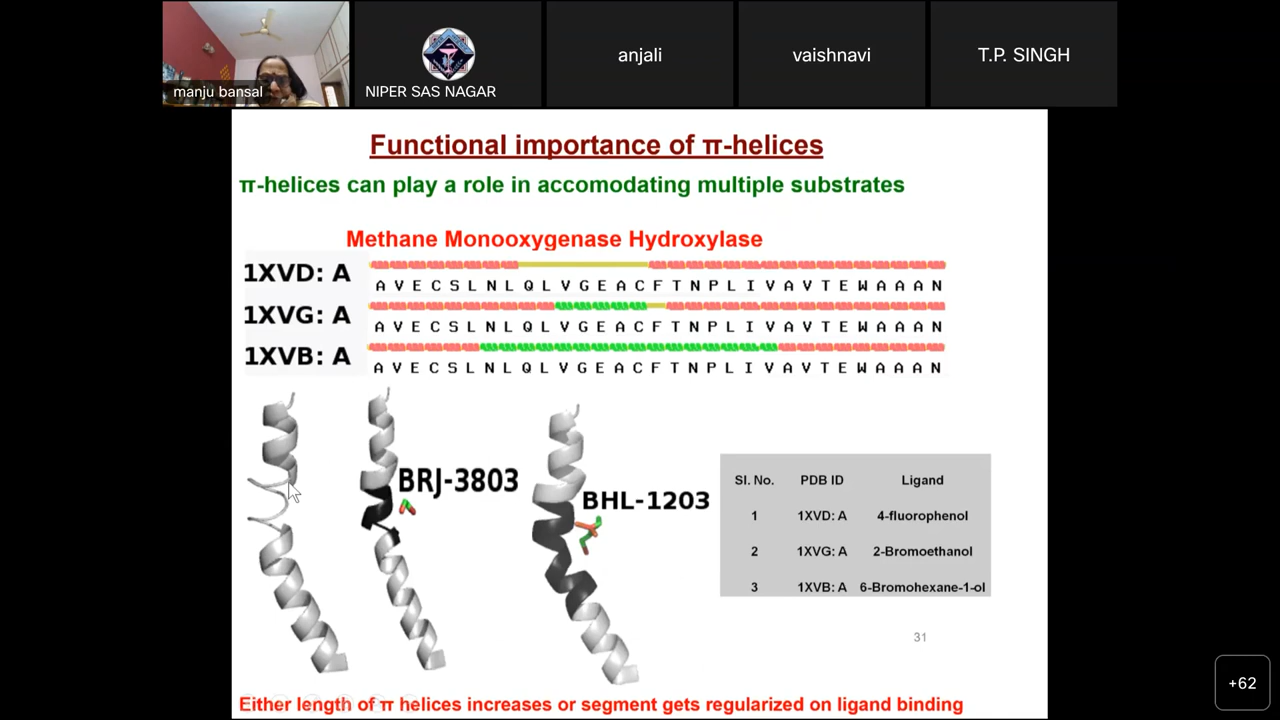 manju bansal
NIPER SAS NAGAR
anjali
vaishnavi
T.P. SINGH
Functional importance of π-helices
π-helices can play a role in accomodating multiple substrates
Methane Monooxygenase Hydroxylase
1XVD: A
A V E C S L N L Q L V G E A C F T N P L I V A V T E W A A A N
1XVG: A
A V E C S L N L Q L V G E A C F T N P L I V A V T E W A A A N
1XVB: A
A V E C S L N L Q L V G E A C F T N P L I V A V T E W A A A N
BRJ-3803
BHL-1203
Sl. No. PDB ID Ligand
1 1XVD: A 4-fluorophenol
2 1XVG: A 2-Bromoethanol
3 1XVB: A 6-Bromohexane-1-ol
31
+62
Either length of π helices increases or segment gets regularized on ligand binding